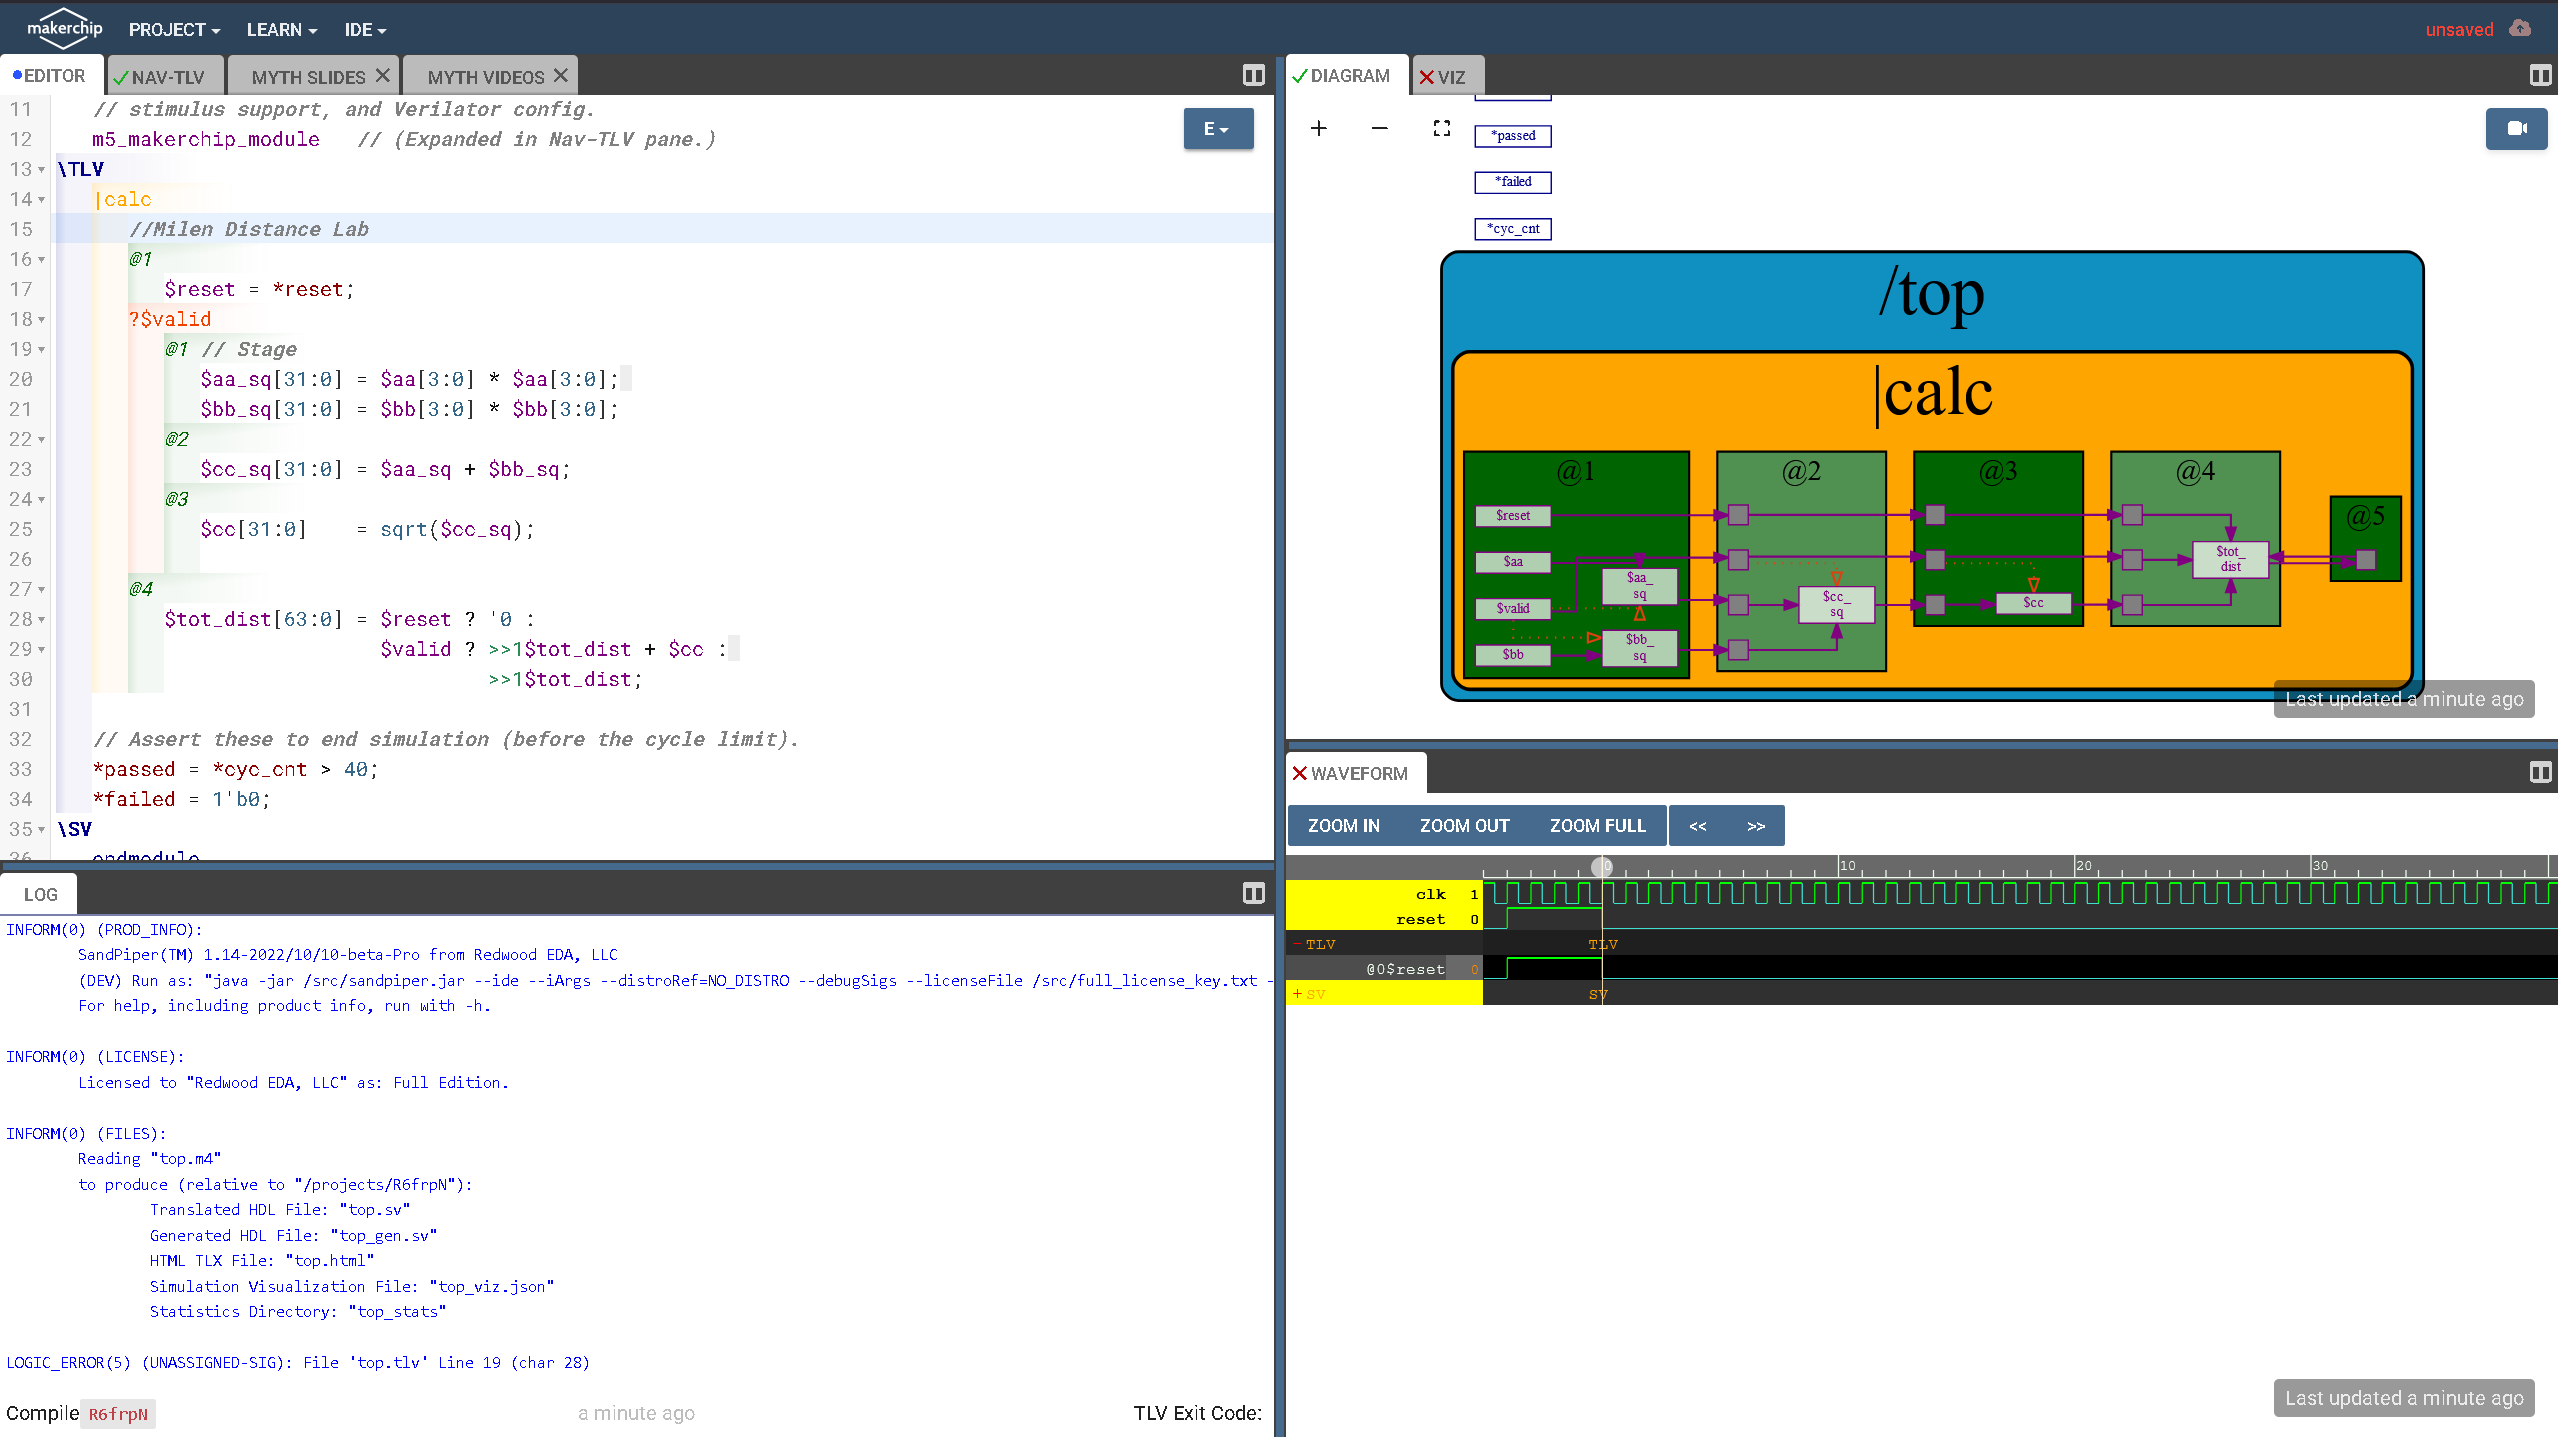 makerchip PROJECT LEARN IDE unsaved
EDITOR NAV-TLV MYTH SLIDES MYTH VIDEOS
11 // stimulus support, and Verilator config.
12 m5_makerchip_module // (Expanded in Nav-TLV pane.)
13 \TLV
14 |calc
15 //Milen Distance Lab
16 @1
17 $reset = *reset;
18 ?$valid
19 @1 // Stage
20 $aa_sq[31:0] = $aa[3:0] * $aa[3:0];
21 $bb_sq[31:0] = $bb[3:0] * $bb[3:0];
22 @2
23 $cc_sq[31:0] = $aa_sq + $bb_sq;
24 @3
25 $cc[31:0] = sqrt($cc_sq);
26
27 @4
28 $tot_dist[63:0] = $reset ? '0 :
29 $valid ? >>1$tot_dist + $cc :
30 >>1$tot_dist;
31
32 // Assert these to end simulation (before the cycle limit).
33 *passed = *cyc_cnt > 40;
34 *failed = 1'b0;
35 \SV
36 endmodule
E
LOG
INFORM(0) (PROD_INFO):
SandPiper(TM) 1.14-2022/10/10-beta-Pro from Redwood EDA, LLC
(DEV) Run as: "java -jar /src/sandpiper.jar --ide --iArgs --distroRef=NO_DISTRO --debugSigs --licenseFile /src/full_license_key.txt -
For help, including product info, run with -h.
INFORM(0) (LICENSE):
Licensed to "Redwood EDA, LLC" as: Full Edition.
INFORM(0) (FILES):
Reading "top.m4"
to produce (relative to "/projects/R6frpN"):
Translated HDL File: "top.sv"
Generated HDL File: "top_gen.sv"
HTML TLX File: "top.html"
Simulation Visualization File: "top_viz.json"
Statistics Directory: "top_stats"
LOGIC_ERROR(5) (UNASSIGNED-SIG): File 'top.tlv' Line 19 (char 28)
Compile R6frpN a minute ago TLV Exit Code:
DIAGRAM VIZ
*passed
*failed
*cyc_cnt
/top
|calc
@1 @2 @3 @4 @5
$reset
$aa
$valid
$bb
$aa_
sq
$bb_
sq
$cc_
sq
$cc
$tot_
dist
Last updated a minute ago
WAVEFORM
ZOOM IN ZOOM OUT ZOOM FULL << >>
0 10 20 30
clk 1
reset 0
TLV TLV
@0$reset 0
SV SV
Last updated a minute ago